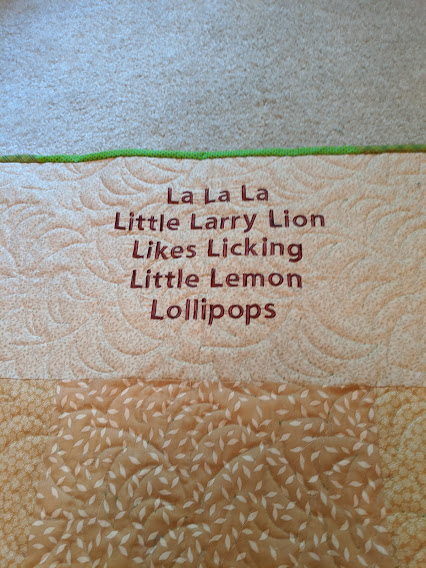 La La La
Little Larry Lion
Likes Licking
Little Lemon
Lollipops